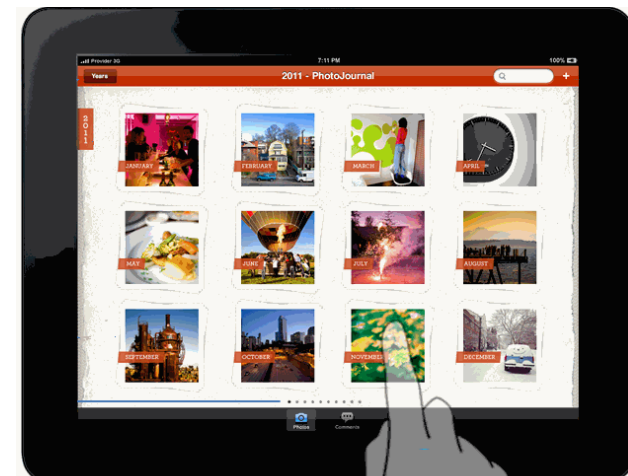 Provider 3G
7:11 PM
100%
Years
2011 - PhotoJournal
+
2011
JANUARY
FEBRUARY
MARCH
APRIL
MAY
JUNE
JULY
AUGUST
SEPTEMBER
OCTOBER
NOVEMBER
DECEMBER
Photos
Comments